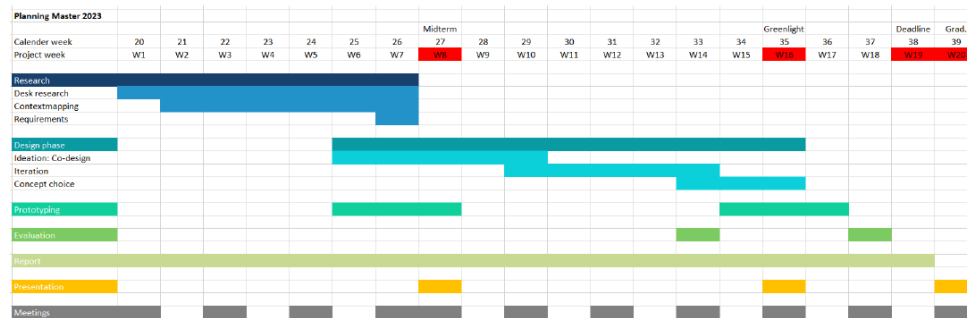 Planning Master 2023
Midterm Greenlight Deadline Grad.
Calender week 20 21 22 23 24 25 26 27 28 29 30 31 32 33 34 35 36 37 38 39
Project week W1 W2 W3 W4 W5 W6 W7 W8 W9 W10 W11 W12 W13 W14 W15 W16 W17 W18 W19 W20
Research
Desk research
Contextmapping
Requirements
Design phase
Ideation: Co-design
Iteration
Concept choice
Prototyping
Evaluation
Report
Presentation
Meetings